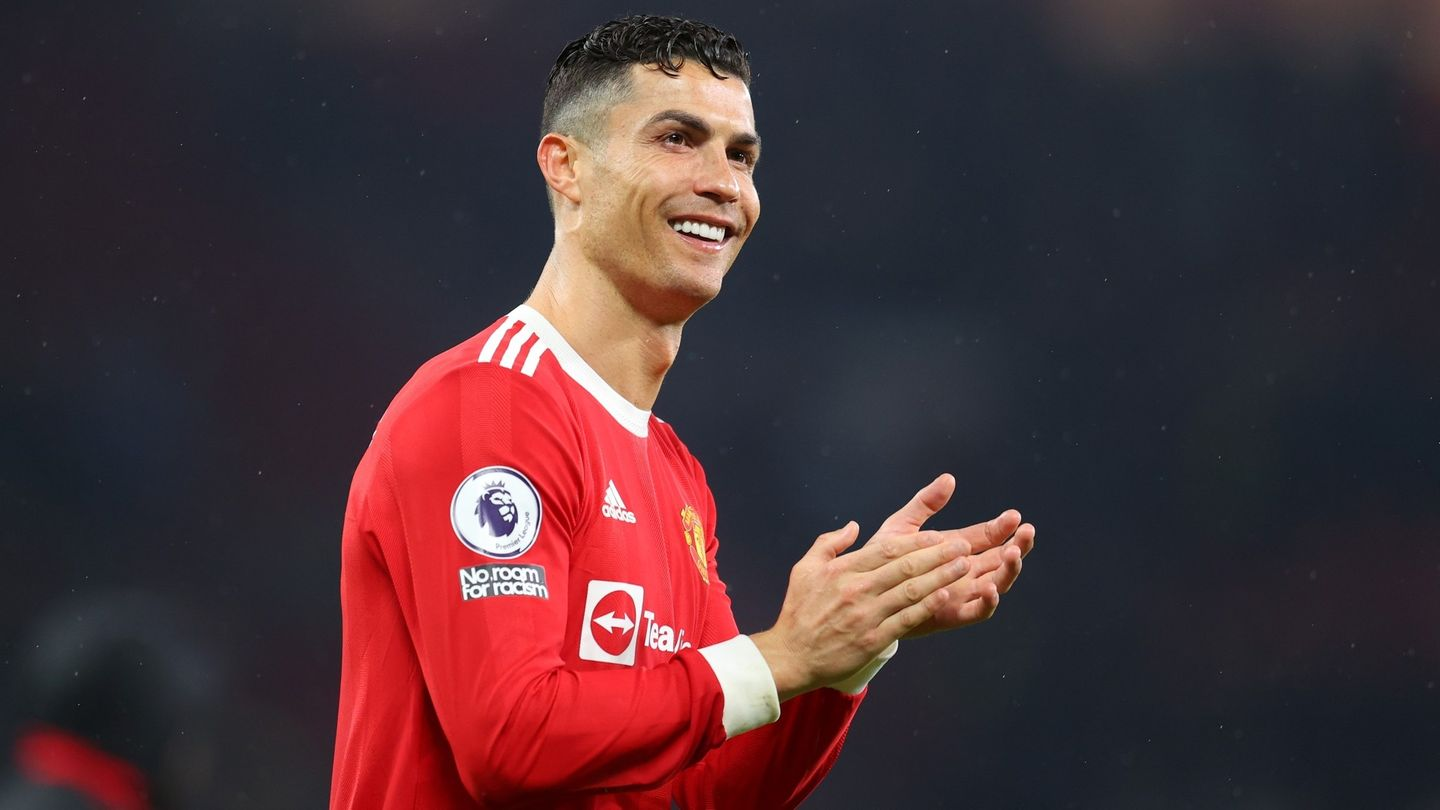 Premier League
No room
for racism
adidas
Tea